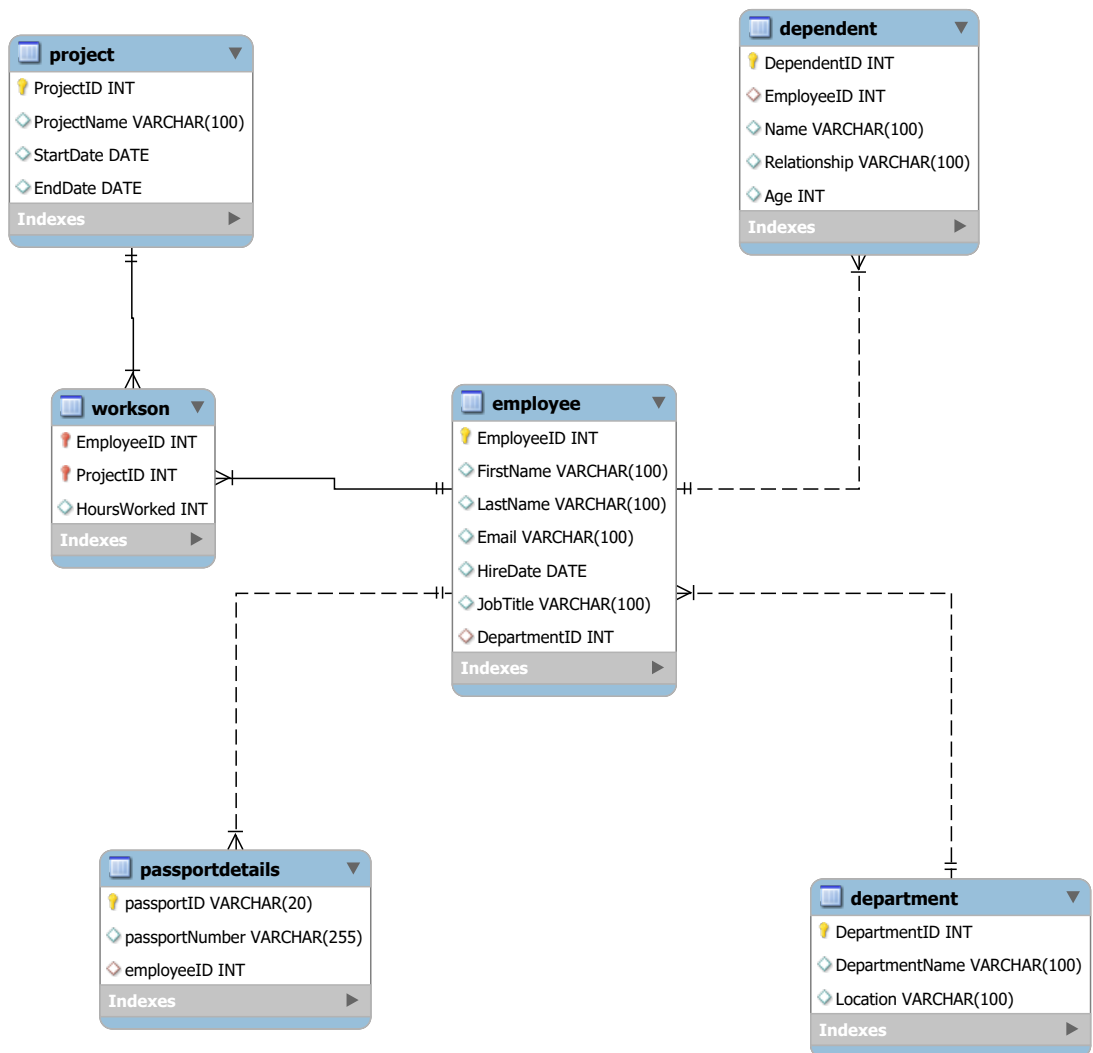 project
ProjectID INT
ProjectName VARCHAR(100)
StartDate DATE
EndDate DATE
Indexes
dependent
DependentID INT
EmployeeID INT
Name VARCHAR(100)
Relationship VARCHAR(100)
Age INT
Indexes
workson
EmployeeID INT
ProjectID INT
HoursWorked INT
Indexes
employee
EmployeeID INT
FirstName VARCHAR(100)
LastName VARCHAR(100)
Email VARCHAR(100)
HireDate DATE
JobTitle VARCHAR(100)
DepartmentID INT
Indexes
passportdetails
passportID VARCHAR(20)
passportNumber VARCHAR(255)
employeeID INT
Indexes
department
DepartmentID INT
DepartmentName VARCHAR(100)
Location VARCHAR(100)
Indexes